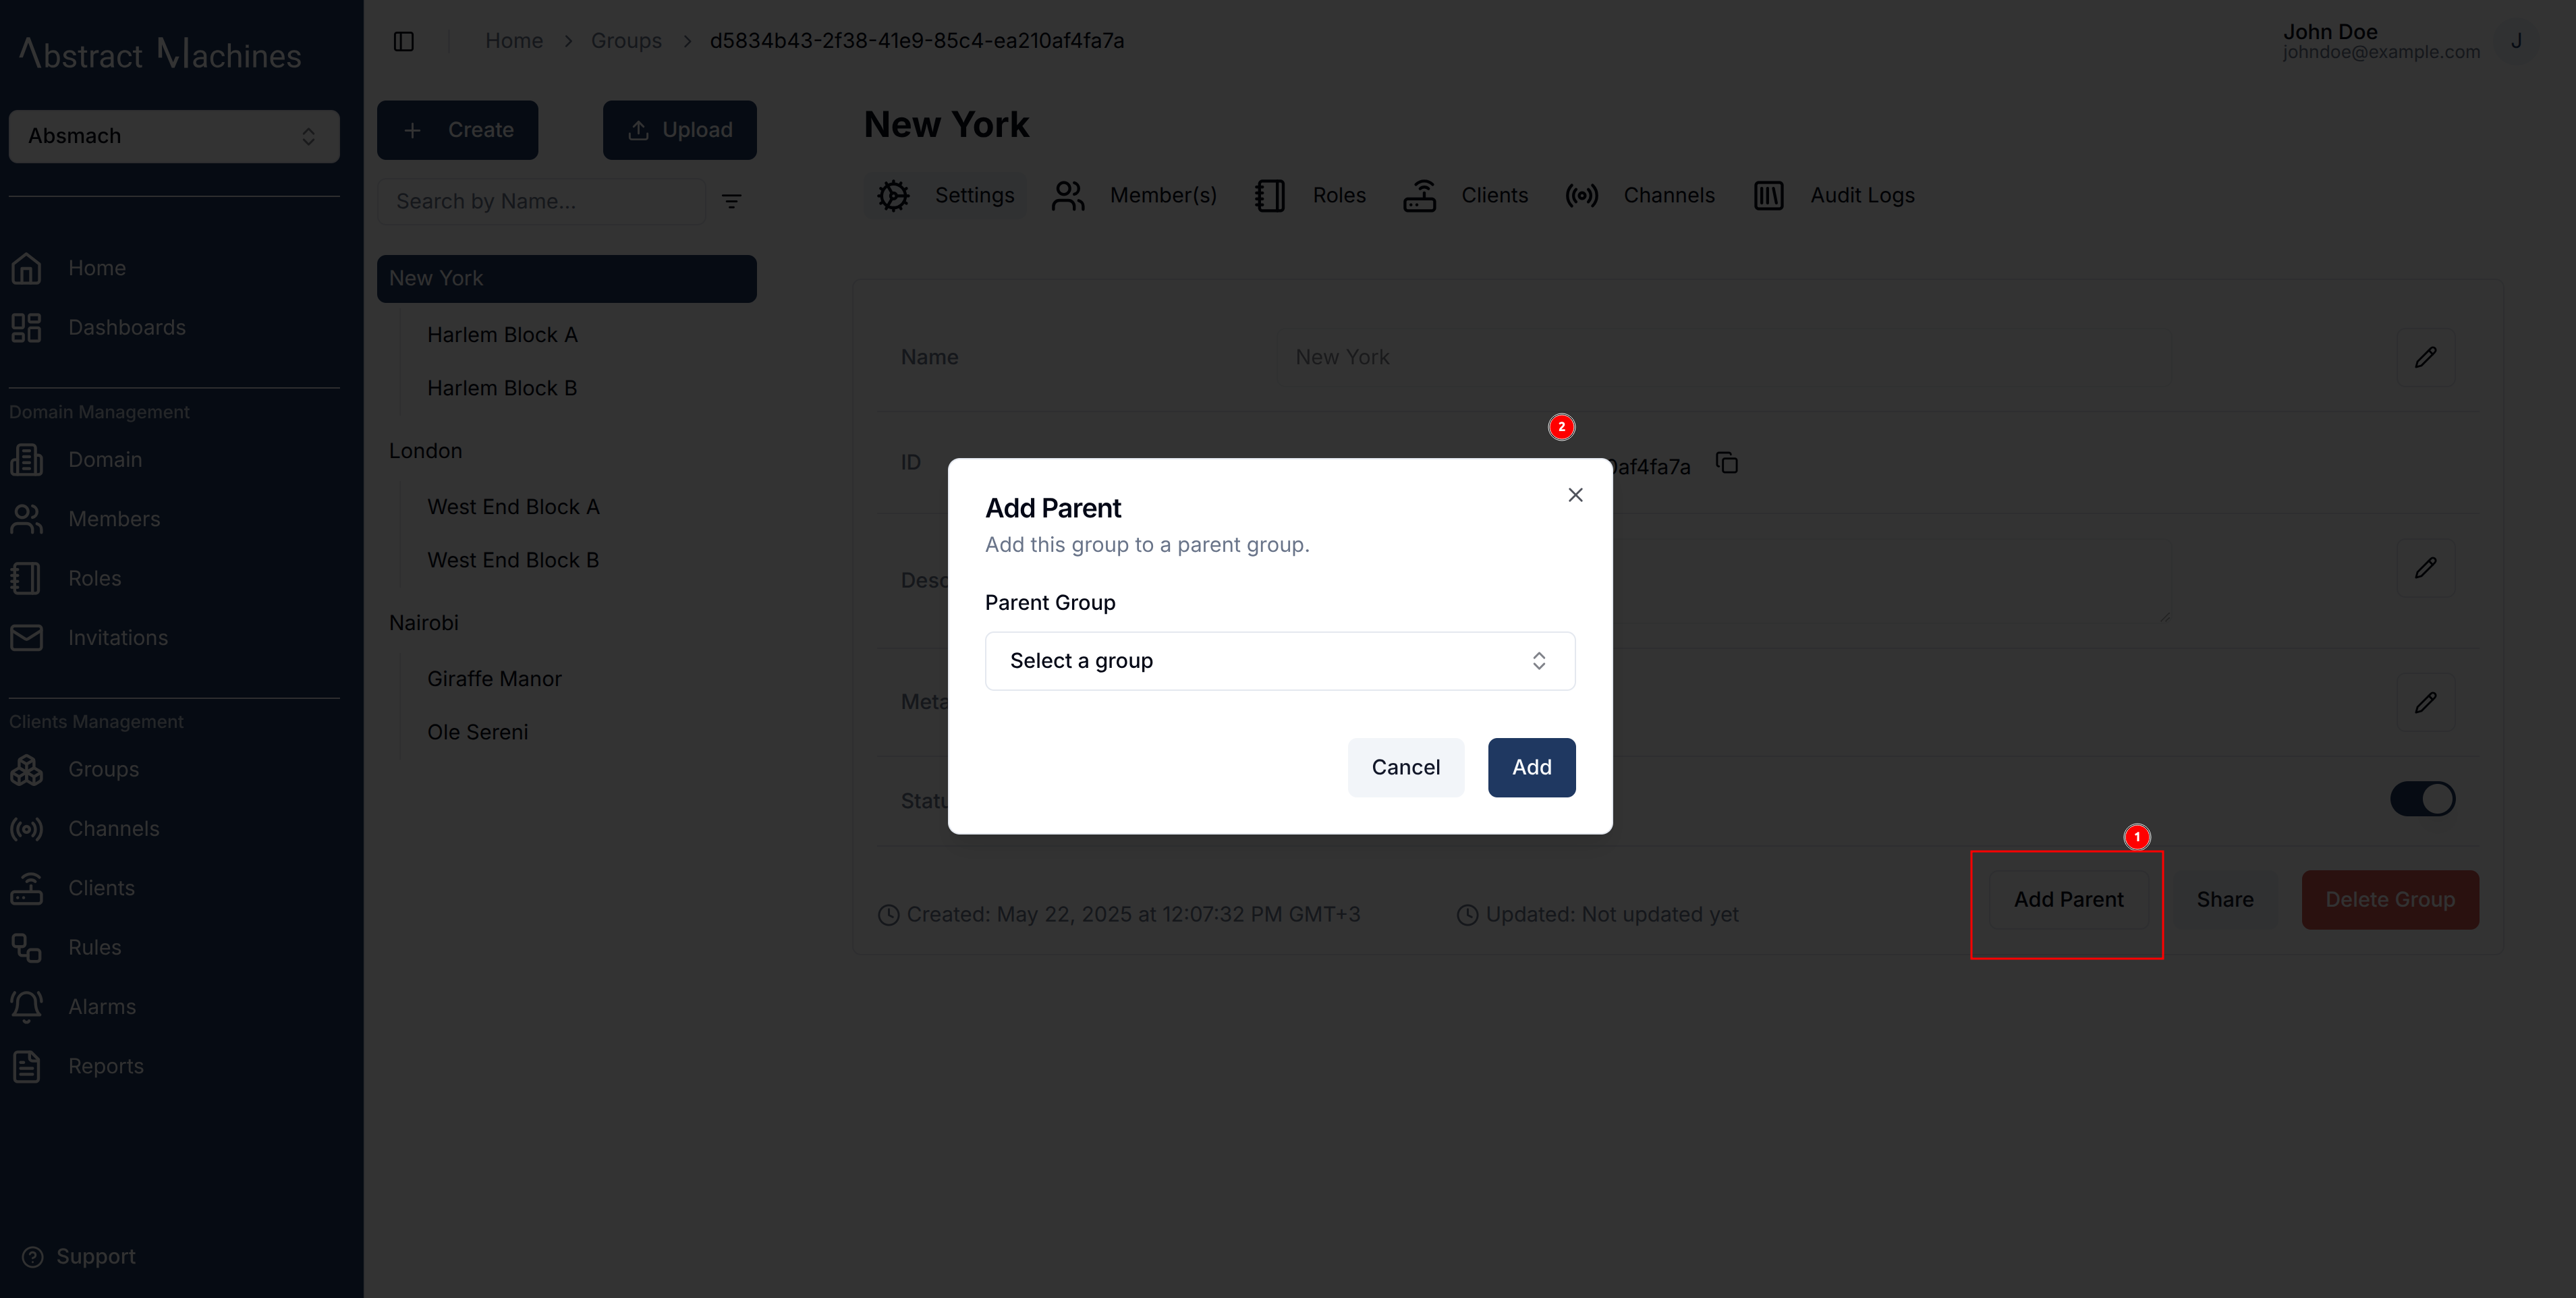 Abstract Machines
Absmach
Home
Dashboards
Domain Management
Domain
Members
Roles
Invitations
Clients Management
Groups
Channels
Clients
Rules
Alarms
Reports
Support
Home > Groups > d5834b43-2f38-41e9-85c4-ea210af4fa7a
John Doe
johndoe@example.com
J
Create
Upload
Search by Name...
New York
Harlem Block A
Harlem Block B
London
West End Block A
West End Block B
Nairobi
Giraffe Manor
Ole Sereni
New York
Settings
Member(s)
Roles
Clients
Channels
Audit Logs
Name
New York
2
ID
af4fa7a
Desc
Meta
Statu
Add Parent
Add this group to a parent group.
Parent Group
Select a group
Cancel
Add
1
Created: May 22, 2025 at 12:07:32 PM GMT+3
Updated: Not updated yet
Add Parent
Share
Delete Group